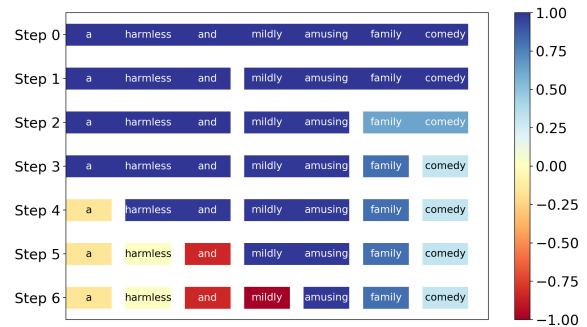 Step 0 a harmless and mildly amusing family comedy
Step 1 a harmless and mildly amusing family comedy
Step 2 a harmless and mildly amusing family comedy
Step 3 a harmless and mildly amusing family comedy
Step 4 a harmless and mildly amusing family comedy
Step 5 a harmless and mildly amusing family comedy
Step 6 a harmless and mildly amusing family comedy
1.00
0.75
0.50
0.25
0.00
−0.25
−0.50
−0.75
−1.00